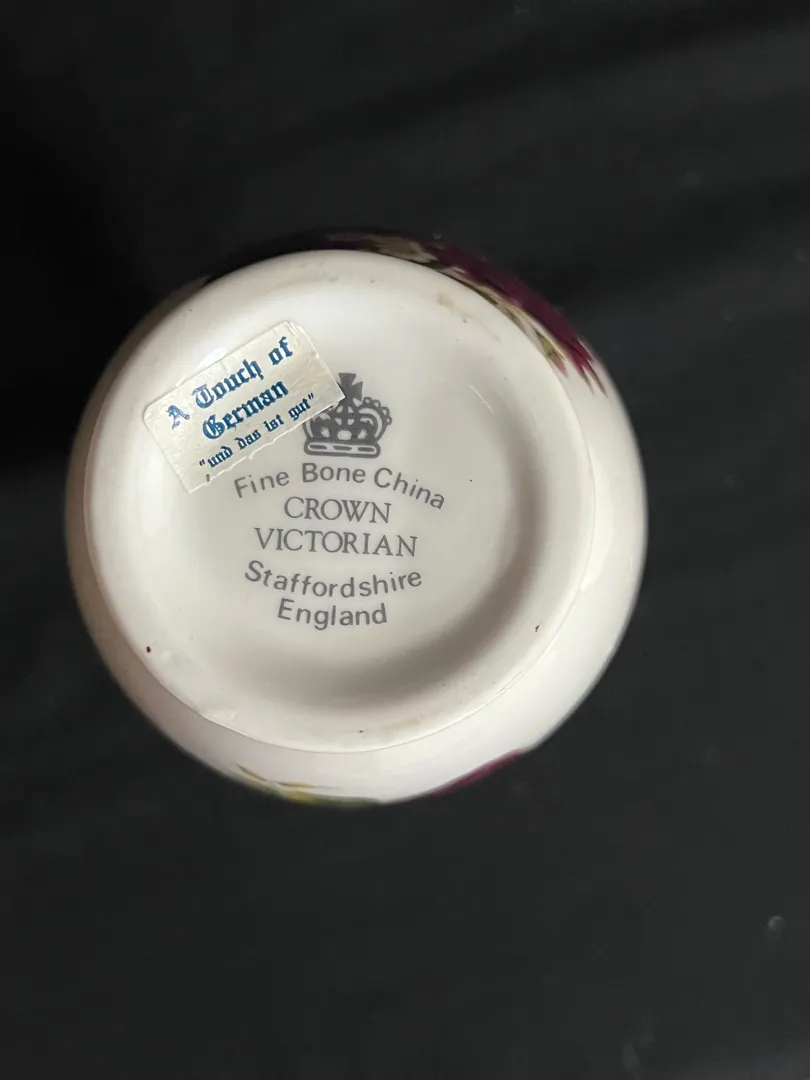 A Touch of
German
"und das ist gut"
Fine Bone China
CROWN
VICTORIAN
Staffordshire
England